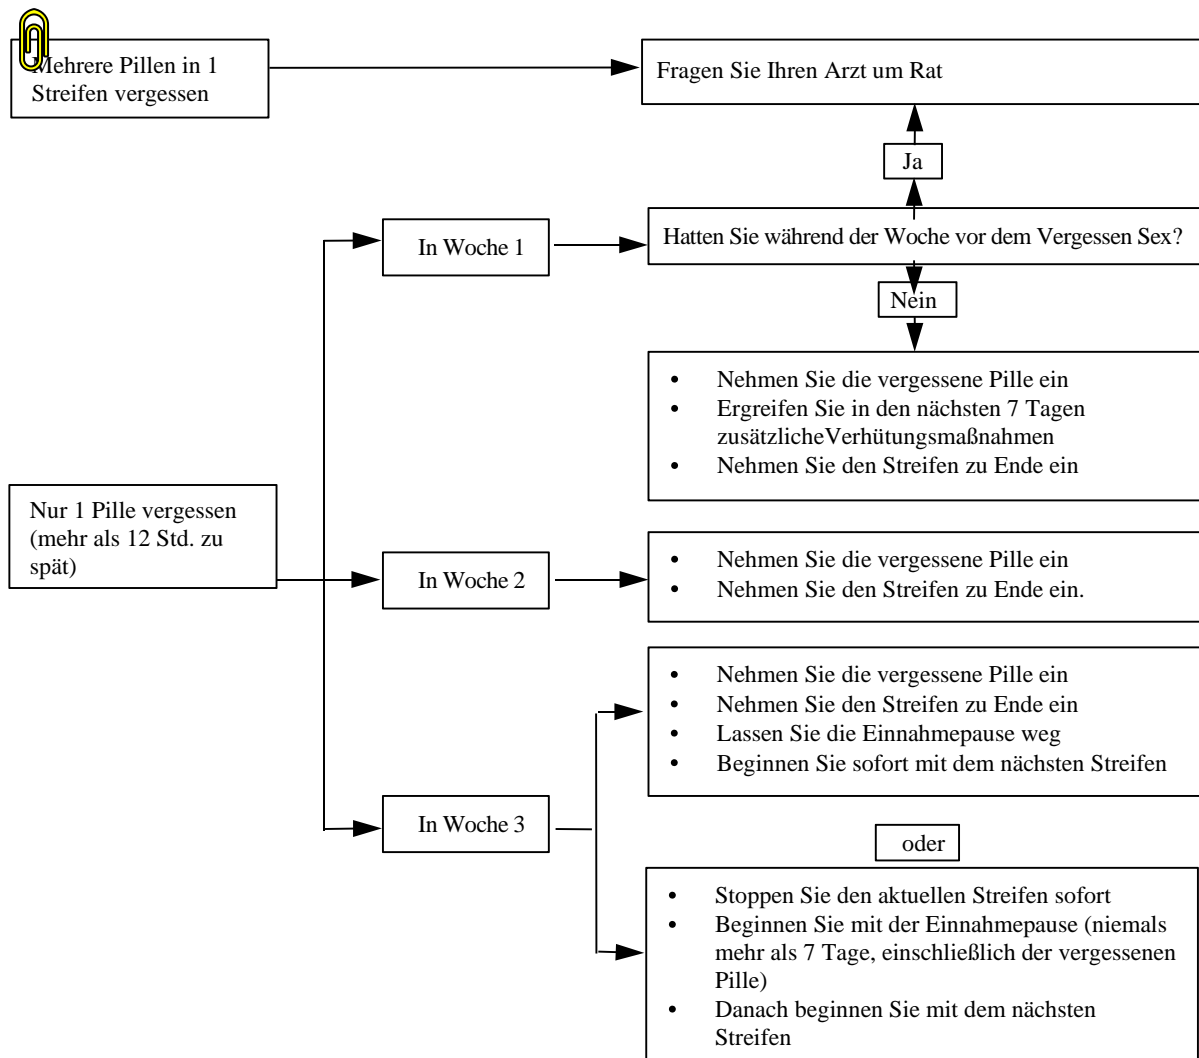 Mehrere Pillen in 1
Streifen vergessen
Fragen Sie Ihren Arzt um Rat
Ja
In Woche 1
Hatten Sie während der Woche vor dem Vergessen Sex?
Nein
• Nehmen Sie die vergessene Pille ein
• Ergreifen Sie in den nächsten 7 Tagen
zusätzlicheVerhütungsmaßnahmen
• Nehmen Sie den Streifen zu Ende ein
Nur 1 Pille vergessen
(mehr als 12 Std. zu
spät)
In Woche 2
• Nehmen Sie die vergessene Pille ein
• Nehmen Sie den Streifen zu Ende ein.
In Woche 3
• Nehmen Sie die vergessene Pille ein
• Nehmen Sie den Streifen zu Ende ein
• Lassen Sie die Einnahmepause weg
• Beginnen Sie sofort mit dem nächsten Streifen
oder
• Stoppen Sie den aktuellen Streifen sofort
• Beginnen Sie mit der Einnahmepause (niemals
mehr als 7 Tage, einschließlich der vergessenen
Pille)
• Danach beginnen Sie mit dem nächsten
Streifen